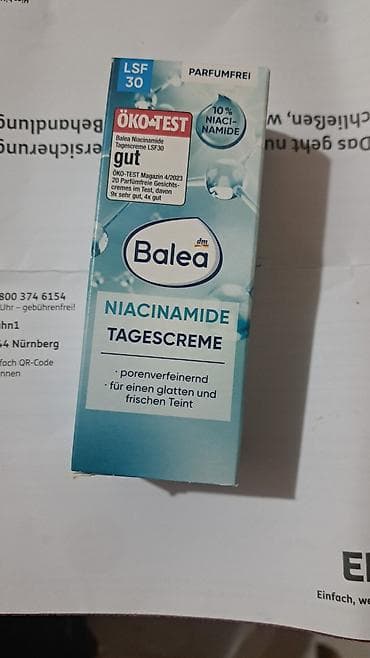 LSF
30
PARFUMFREI
10%
NIACI-
NAMIDE
ÖKO-TEST
Balea Niacinamide
Tagescreme LSF30
gut
ÖKO-TEST Magazin 4/2023
20 Parfümfreie Gesichts-
cremes im Test, davon
9x sehr gut, 4x gut
dm
Balea
NIACINAMIDE
TAGESCREME
· porenverfeinernd
· für einen glatten und
frischen Teint
Behandlung
ersicherung
chließen, w
Das geht nu
800 374 6154
Uhr – gebührenfrei!
hn1
4 Nürnberg
fach QR-Code
nnen
Einfach, we